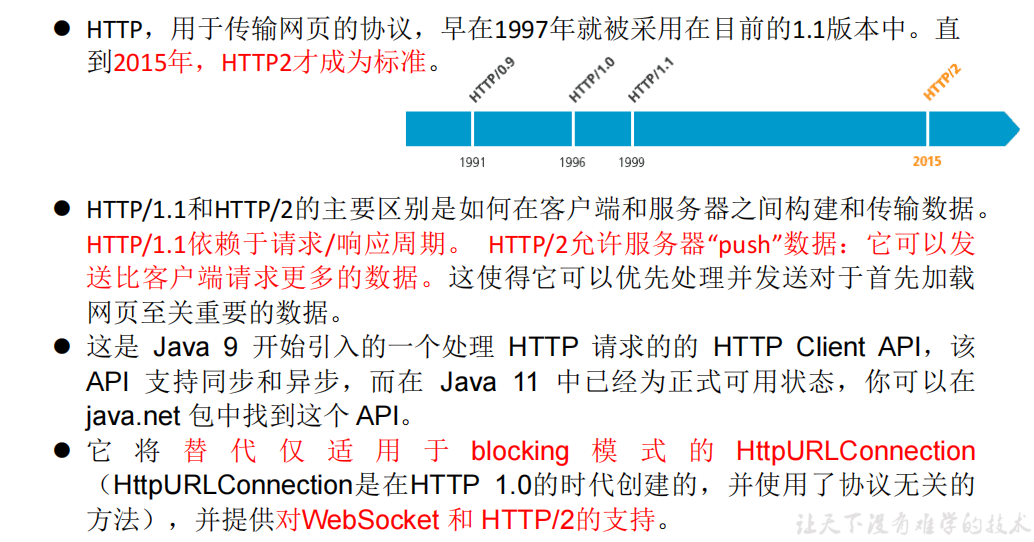 ● HTTP，用于传输网页的协议，早在1997年就被采用在目前的1.1版本中。直
到2015年，HTTP2才成为标准。
HTTP/0.9 HTTP/1.0 HTTP/1.1 HTTP/2
1991 1996 1999 2015
● HTTP/1.1和HTTP/2的主要区别是如何在客户端和服务器之间构建和传输数据。
HTTP/1.1依赖于请求/响应周期。 HTTP/2允许服务器“push”数据：它可以发
送比客户端请求更多的数据。这使得它可以优先处理并发送对于首先加载
网页至关重要的数据。
● 这是 Java 9 开始引入的一个处理 HTTP 请求的的 HTTP Client API，该
API 支持同步和异步，而在 Java 11 中已经为正式可用状态，你可以在
java.net 包中找到这个 API。
● 它将替代仅适用于blocking模式的HttpURLConnection
（HttpURLConnection是在HTTP 1.0的时代创建的，并使用了协议无关的
方法），并提供对WebSocket 和 HTTP/2的支持。
让天下没有难学的技术